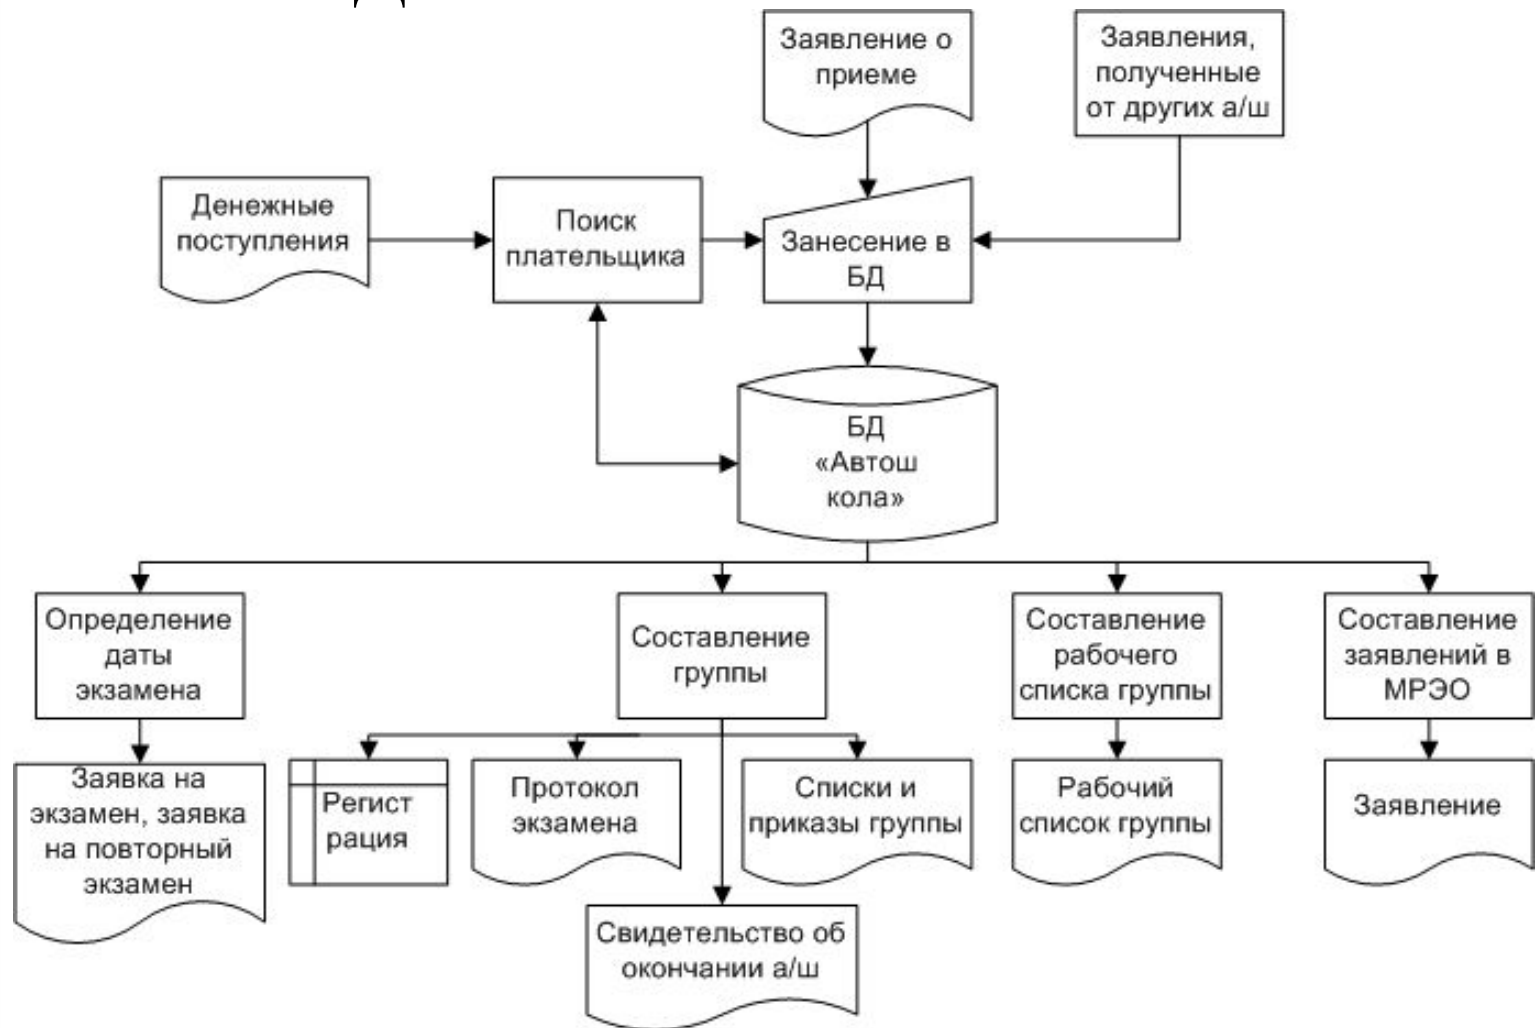 Заявление о
приеме
Заявления,
полученные
от других а/ш
Денежные
поступления
Поиск
плательщика
Занесение в
БД
БД
«Автош
кола»
Определение
даты
экзамена
Составление
группы
Составление
рабочего
списка группы
Составление
заявлений в
МРЭО
Заявка на
экзамен, заявка
на повторный
экзамен
Регист
рация
Протокол
экзамена
Списки и
приказы группы
Рабочий
список группы
Заявление
Свидетельство об
окончании а/ш